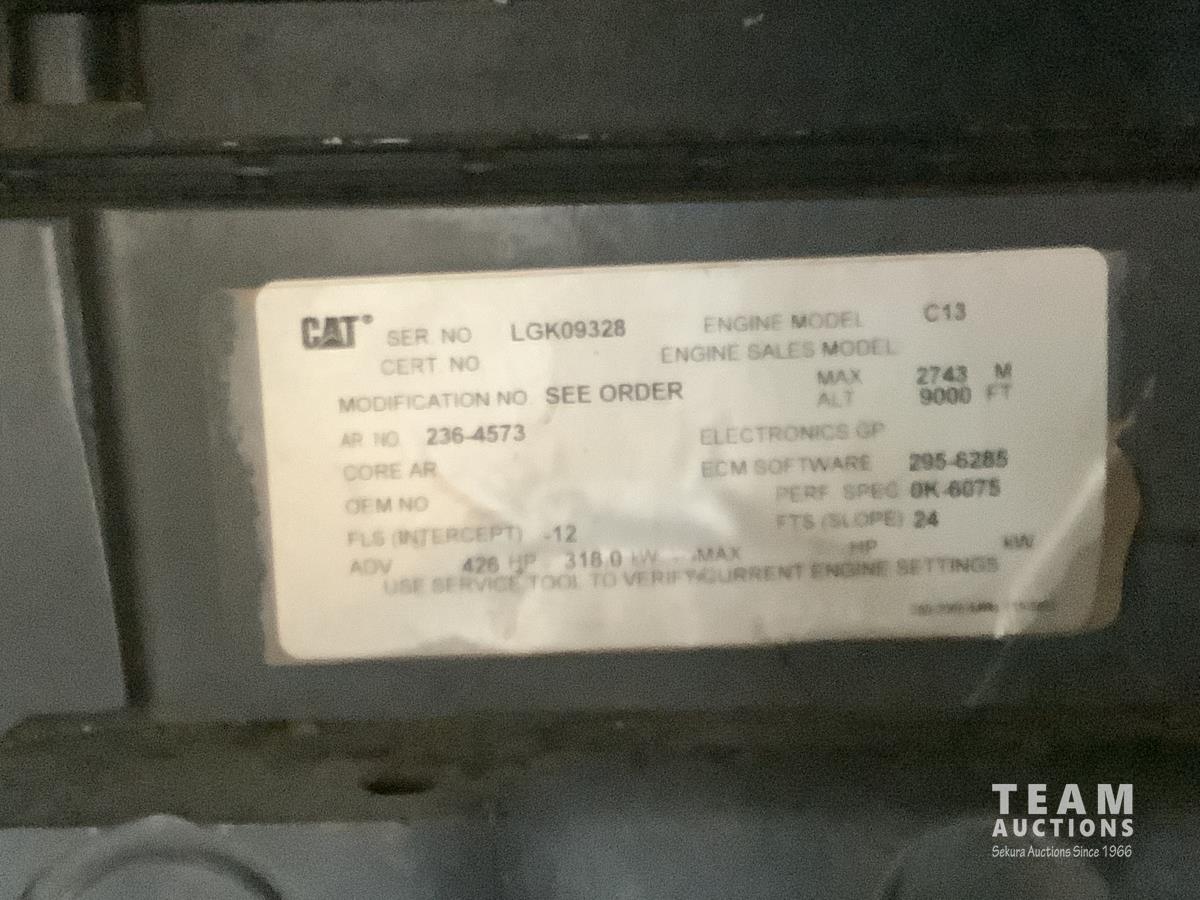 CAT® SER NO LGK09328 ENGINE MODEL C13
CERT NO ENGINE SALES MODEL
MODIFICATION NO SEE ORDER MAX ALT 2743 M 9000 FT
AR NO 236-4573 ELECTRONICS GP
CORE AR ECM SOFTWARE 295-6285
OEM NO PERF SPEC 0K-6075
FLS (INTERCEPT) -12 FTS (SLOPE) 24
ADV 426 HP 318.0 kW MAX HP kW
USE SERVICE TOOL TO VERIFY CURRENT ENGINE SETTINGS
TEAM
AUCTIONS
Sekura Auctions Since 1966